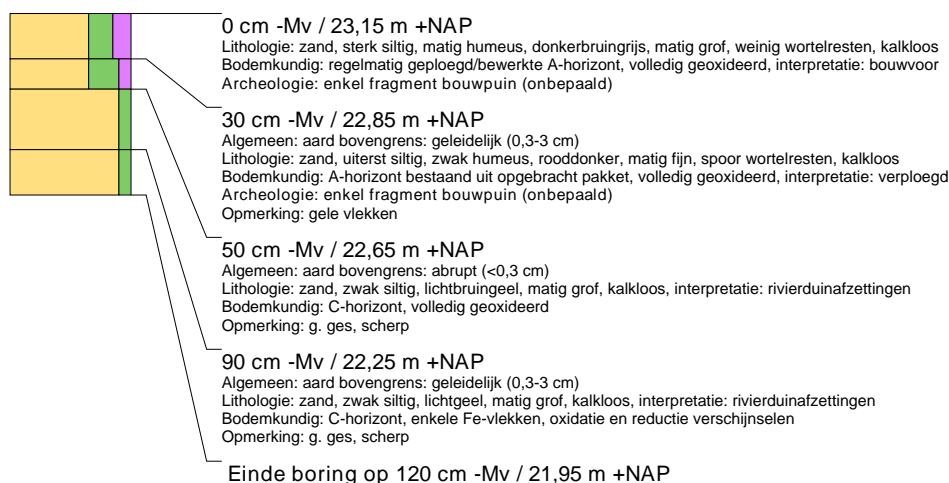 0 cm -Mv / 23,15 m +NAP
Lithologie: zand, sterk siltig, matig humeus, donkerbruingrijs, matig grof, weinig wortelresten, kalkloos
Bodemkundig: regelmatig geploegd/bewerkte A-horizont, volledig geoxideerd, interpretatie: bouwvoor
Archeologie: enkel fragment bouwpuin (onbepaald)
30 cm -Mv / 22,85 m +NAP
Algemeen: aard bovengrens: geleidelijk (0,3-3 cm)
Lithologie: zand, uiterst siltig, zwak humeus, rooddonker, matig fijn, spoor wortelresten, kalkloos
Bodemkundig: A-horizont bestaand uit opgebracht pakket, volledig geoxideerd, interpretatie: verploegd
Archeologie: enkel fragment bouwpuin (onbepaald)
Opmerking: gele vlekken
50 cm -Mv / 22,65 m +NAP
Algemeen: aard bovengrens: abrupt (<0,3 cm)
Lithologie: zand, zwak siltig, lichtbruingeel, matig grof, kalkloos, interpretatie: rivierduinafzettingen
Bodemkundig: C-horizont, volledig geoxideerd
Opmerking: g. ges, scherp
90 cm -Mv / 22,25 m +NAP
Algemeen: aard bovengrens: geleidelijk (0,3-3 cm)
Lithologie: zand, zwak siltig, lichtgeel, matig grof, kalkloos, interpretatie: rivierduinafzettingen
Bodemkundig: C-horizont, enkele Fe-vlekken, oxidatie en reductie verschijnselen
Opmerking: g. ges, scherp
Einde boring op 120 cm -Mv / 21,95 m +NAP